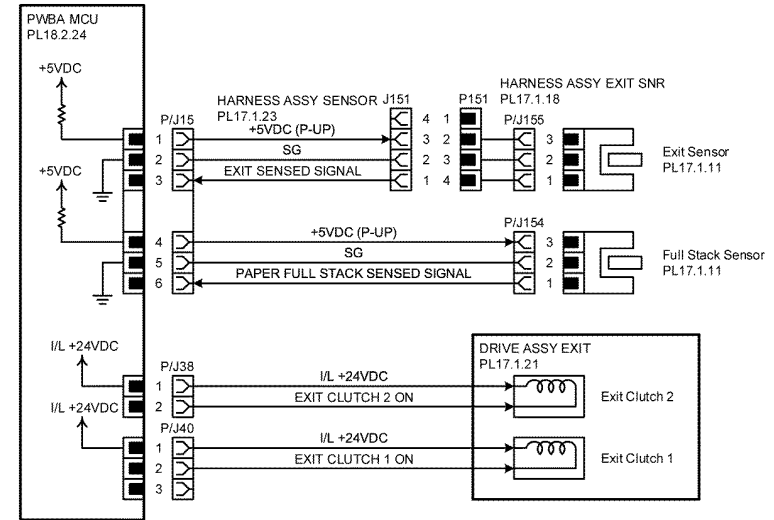 PWBA MCU
PL18.2.24
+5VDC
P/J15
HARNESS ASSY SENSOR
PL17.1.23
J151
P151
HARNESS ASSY EXIT SNR
PL17.1.18
P/J155
4 1
1 +5VDC (P-UP) 3 2 3
2 SG 2 3 2
3 EXIT SENSED SIGNAL 1 4 1
Exit Sensor
PL17.1.11
+5VDC
P/J154
4 +5VDC (P-UP) 3
5 SG 2
6 PAPER FULL STACK SENSED SIGNAL 1
Full Stack Sensor
PL17.1.11
I/L +24VDC
P/J38
DRIVE ASSY EXIT
PL17.1.21
1 I/L +24VDC
2 EXIT CLUTCH 2 ON
Exit Clutch 2
I/L +24VDC
P/J40
1 I/L +24VDC
2 EXIT CLUTCH 1 ON
3
Exit Clutch 1